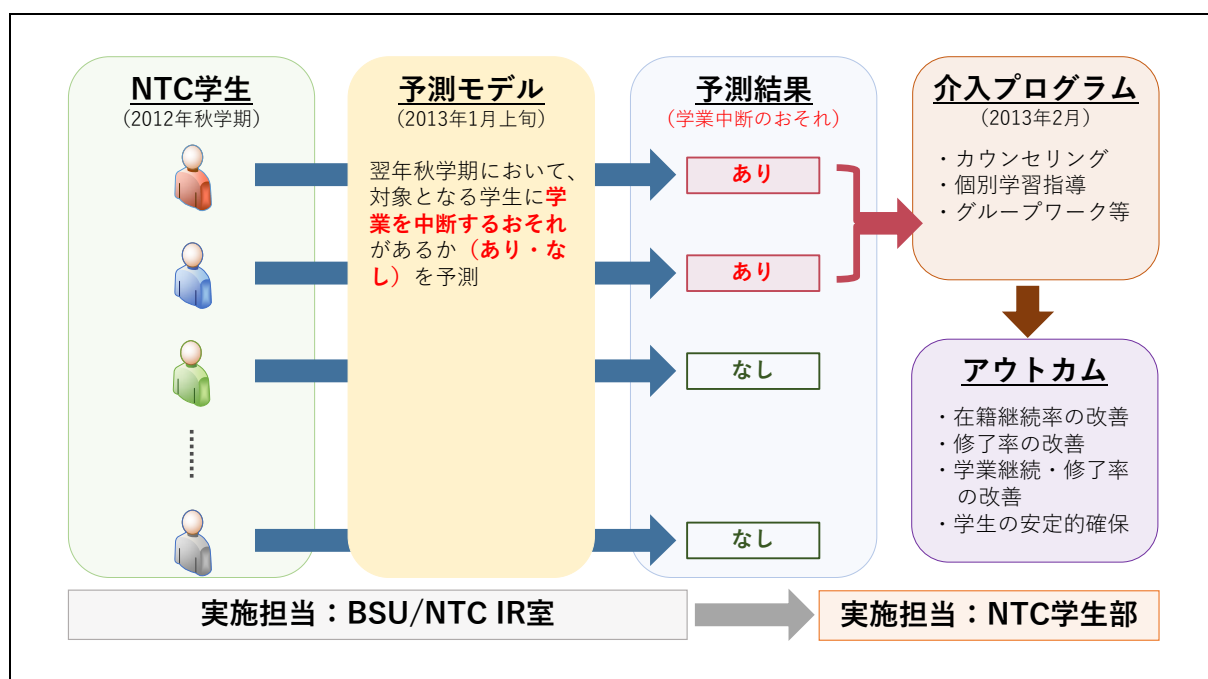 NTC学生
(2012年秋学期)
予測モデル
(2013年1月上旬)
翌年秋学期において、
対象となる学生に学
業を中断するおそれ
があるか(あり・な
し)を予測
予測結果
(学業中断のおそれ)
あり
あり
なし
なし
介入プログラム
(2013年2月)
・カウンセリング
・個別学習指導
・グループワーク等
アウトカム
・在籍継続率の改善
・修了率の改善
・学業継続・修了率
の改善
・学生の安定的確保
実施担当：BSU/NTC IR室
実施担当：NTC学生部